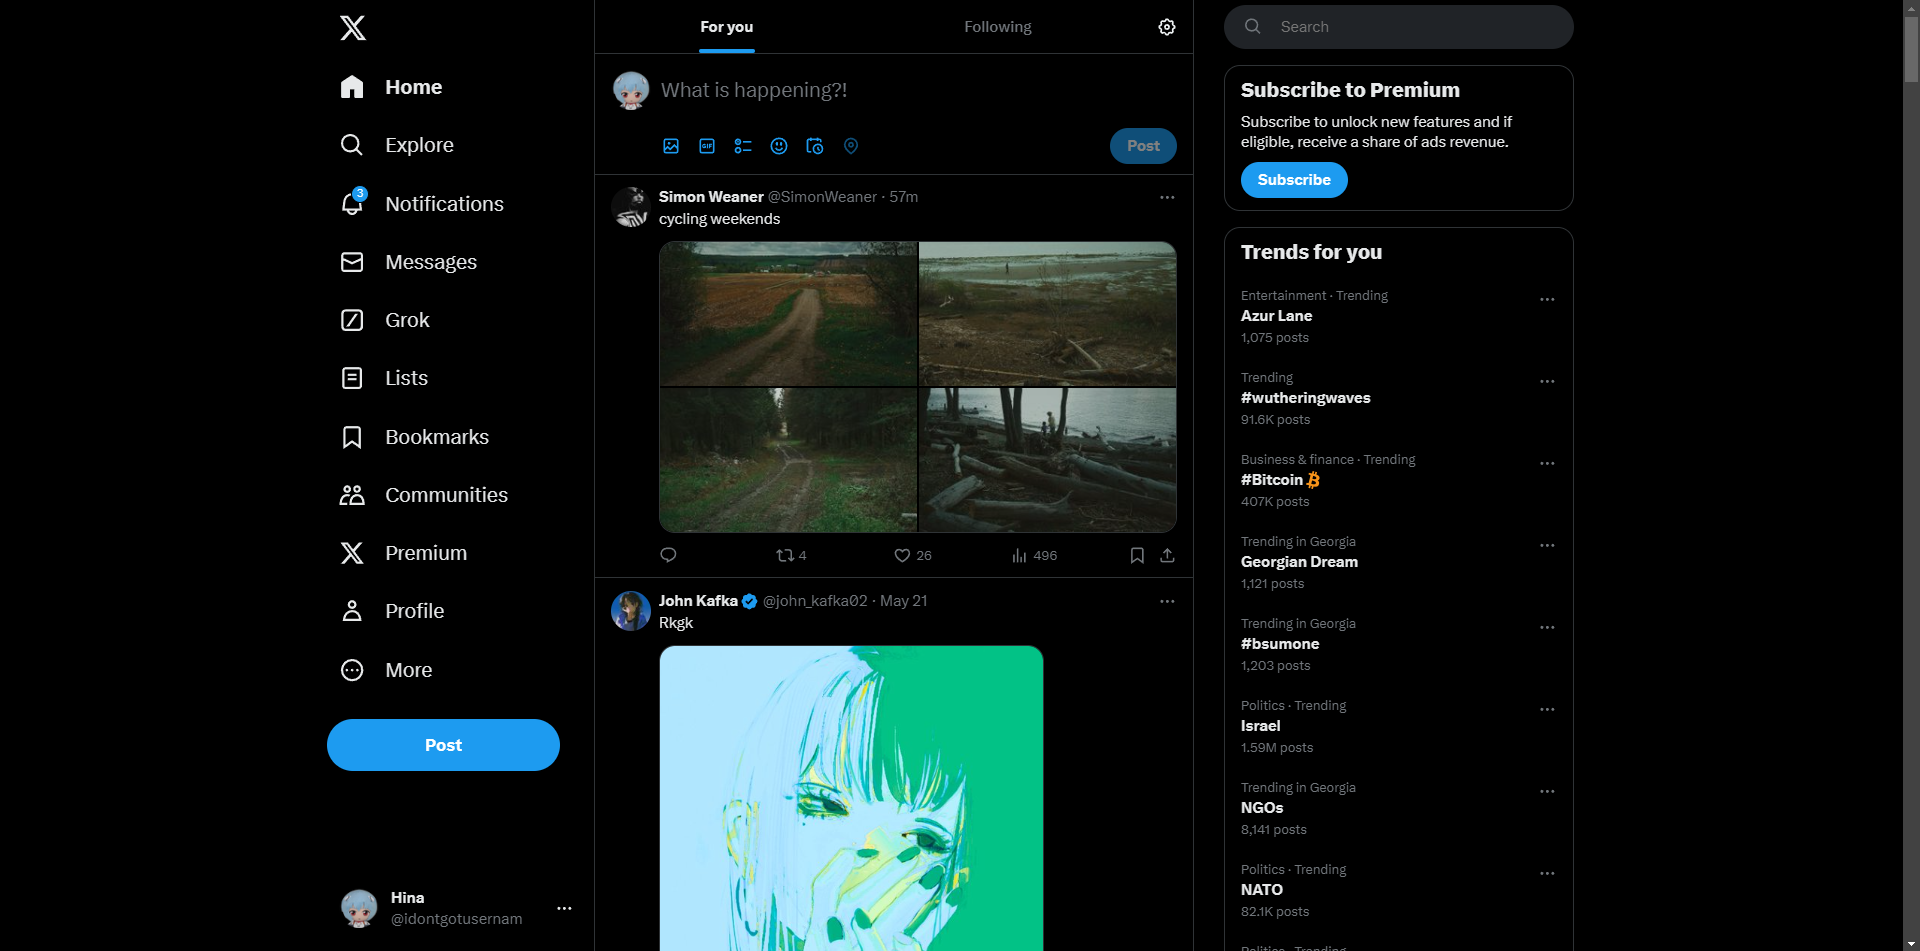 Home
Explore
3
Notifications
Messages
Grok
Lists
Bookmarks
Communities
Premium
Profile
More
Post
Hina
@idontgotusernam
For you
Following
What is happening?!
GIF
Post
Simon Weaner @SimonWeaner · 57m
cycling weekends
4
26
496
John Kafka @john_kafka02 · May 21
Rkgk
Search
Subscribe to Premium
Subscribe to unlock new features and if
eligible, receive a share of ads revenue.
Subscribe
Trends for you
Entertainment · Trending
Azur Lane
1,075 posts
Trending
#wutheringwaves
91.6K posts
Business & finance · Trending
#Bitcoin
407K posts
Trending in Georgia
Georgian Dream
1,121 posts
Trending in Georgia
#bsumone
1,203 posts
Politics · Trending
Israel
1.59M posts
Trending in Georgia
NGOs
8,141 posts
Politics · Trending
NATO
82.1K posts
Politics · Trending